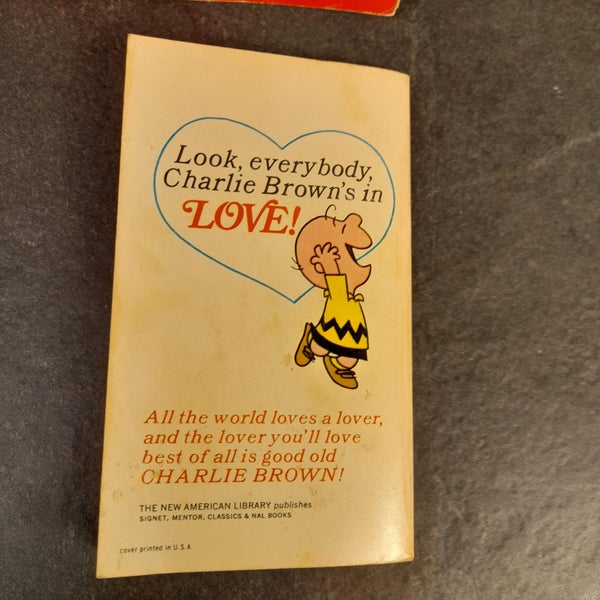 Look, everybody,
Charlie Brown's in
LOVE!
All the world loves a lover,
and the lover you'll love
best of all is good old
CHARLIE BROWN!
THE NEW AMERICAN LIBRARY publishes
SIGNET, MENTOR, CLASSICS & NAL BOOKS
cover printed in U.S.A.